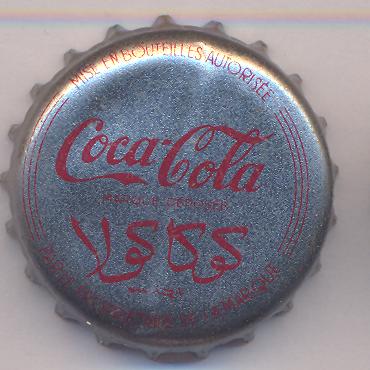 MISE EN BOUTEILLES AUTORISÉE
Coca-Cola
MARQUE DÉPOSÉE
كوكاكولا
DE LA MARQUE